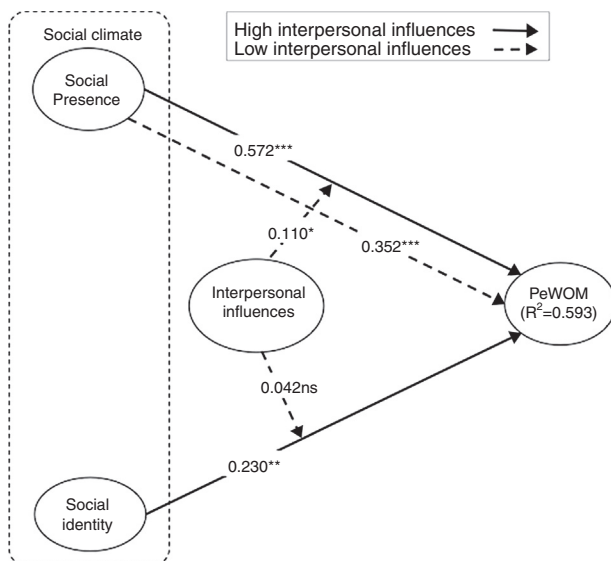 Social climate
High interpersonal influences
Low interpersonal influences
Social
Presence
0.572***
0.110*
0.352***
Interpersonal
influences
PeWOM
(R²=0.593)
0.042ns
0.230**
Social
identity